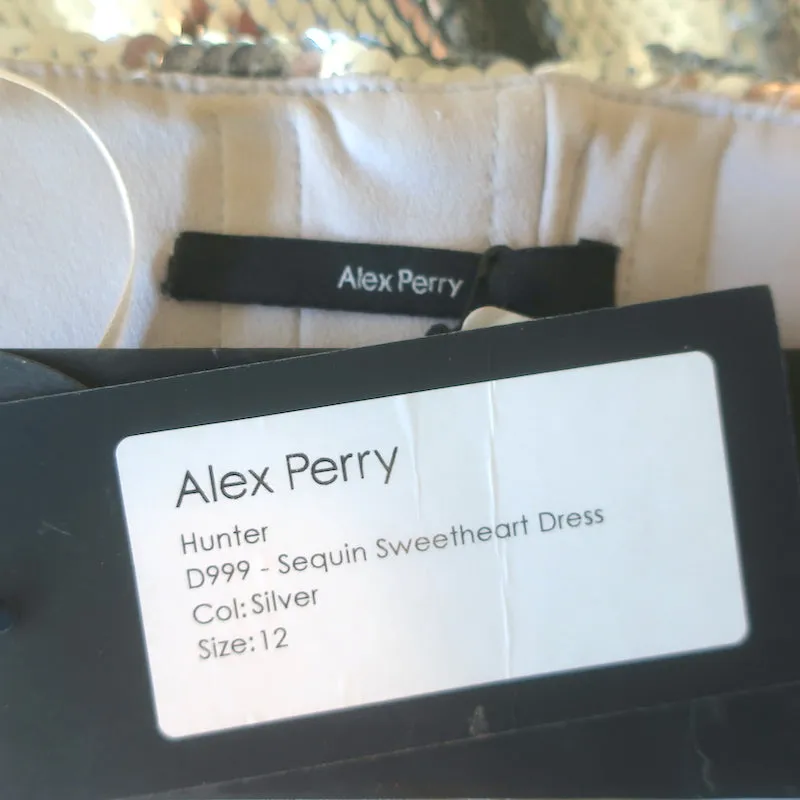 Alex Perry
Alex Perry
Hunter
D999 - Sequin Sweetheart Dress
Col: Silver
Size: 12